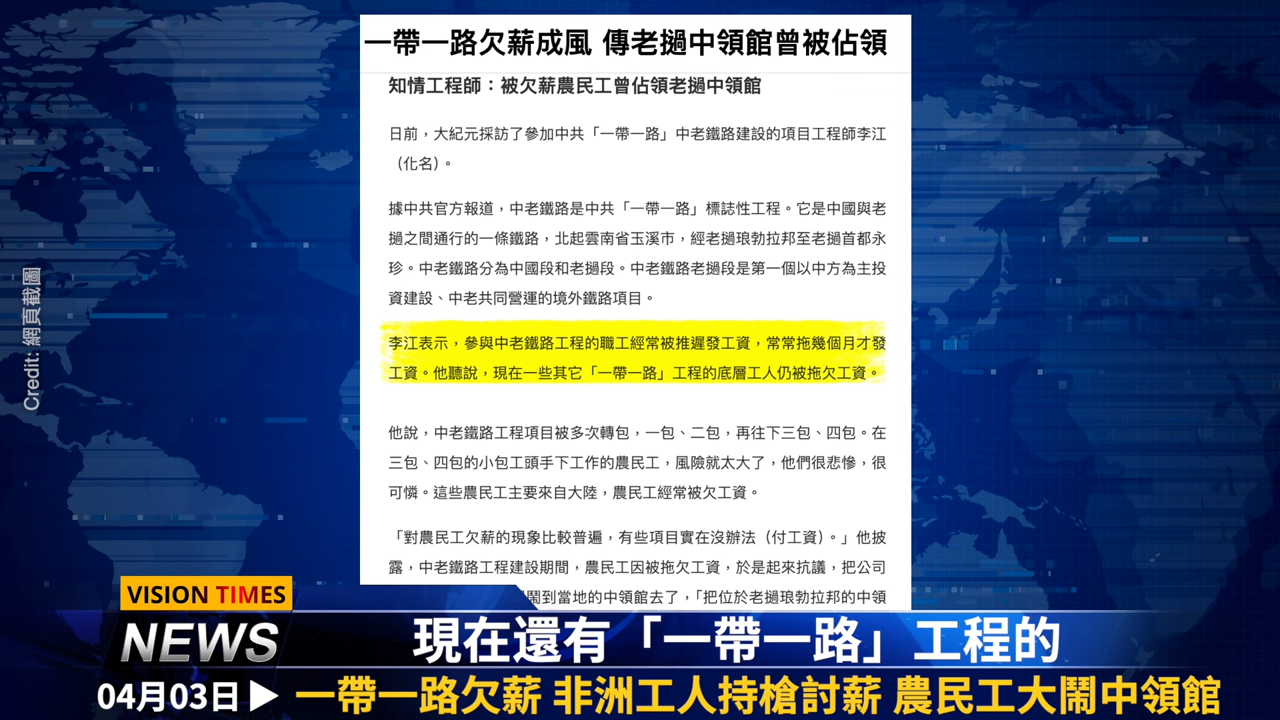 一帶一路欠薪成風 傳老撾中領館曾被佔領
知情工程師：被欠薪農民工曾佔領老撾中領館
日前，大紀元採訪了參加中共「一帶一路」中老鐵路建設的項目工程師李江
（化名）。
據中共官方報道，中老鐵路是中共「一帶一路」標誌性工程。它是中國與老
撾之間通行的一條鐵路，北起雲南省玉溪市，經老撾琅勃拉邦至老撾首都永
珍。中老鐵路分為中國段和老撾段。中老鐵路老撾段是第一個以中方為主投
資建設、中老共同營運的境外鐵路項目。
李江表示，參與中老鐵路工程的職工經常被推遲發工資，常常拖幾個月才發
工資。他聽說，現在一些其它「一帶一路」工程的底層工人仍被拖欠工資。
他說，中老鐵路工程項目被多次轉包，一包、二包，再往下三包、四包。在
三包、四包的小包工頭手下工作的農民工，風險就太大了，他們很悲慘，很
可憐。這些農民工主要來自大陸，農民工經常被欠工資。
「對農民工欠薪的現象比較普遍，有些項目實在沒辦法（付工資）。」他披
露，中老鐵路工程建設期間，農民工因被拖欠工資，於是起來抗議，把公司
鬧到當地的中領館去了，「把位於老撾琅勃拉邦的中領
Credit: 網頁截圖
VISION TIMES
NEWS
現在還有「一帶一路」工程的
04月03日 ▶ 一帶一路欠薪 非洲工人持槍討薪 農民工大鬧中領館